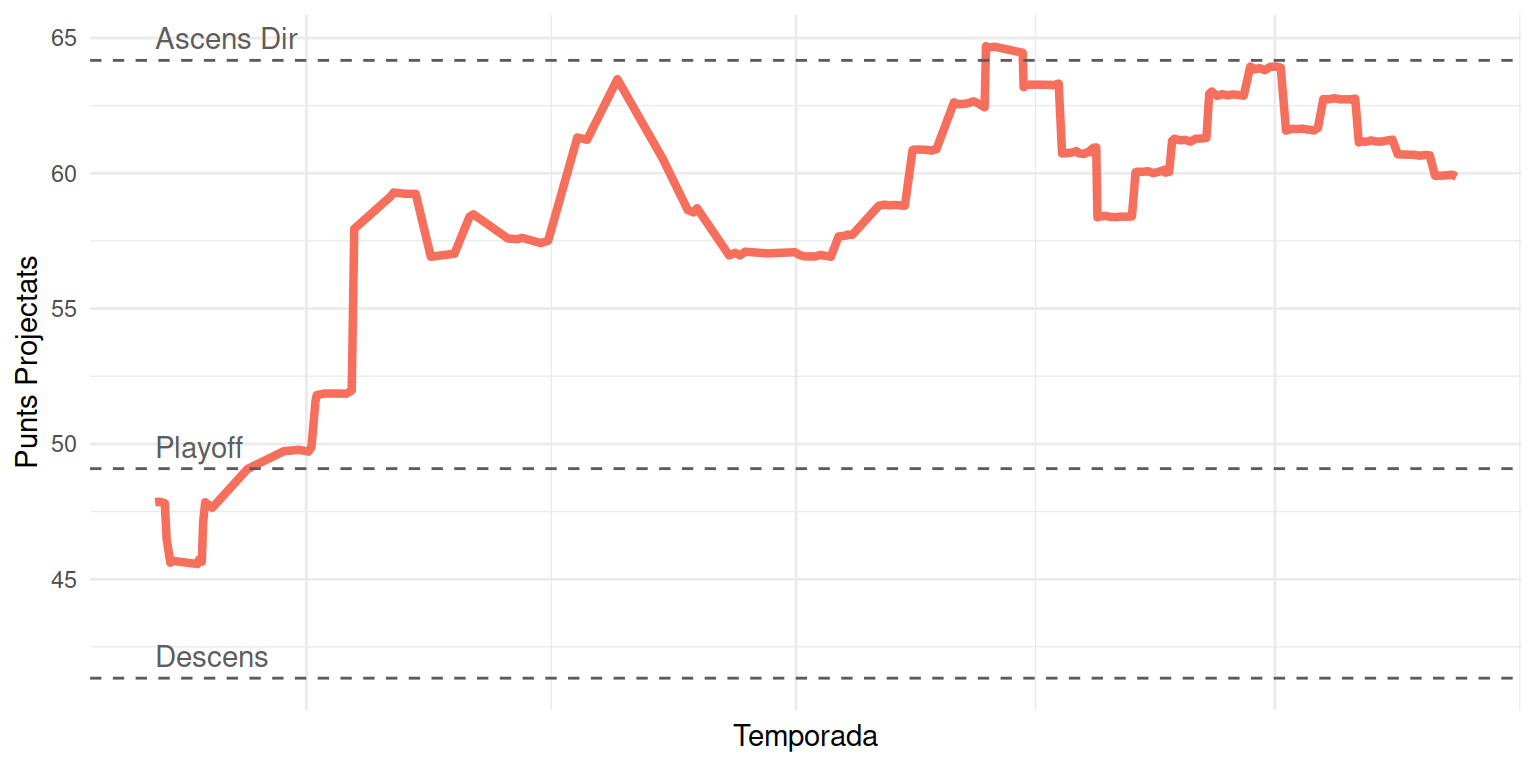 65
60
55
50
45
Punts Projectats
Ascens Dir
Playoff
Descens
Temporada